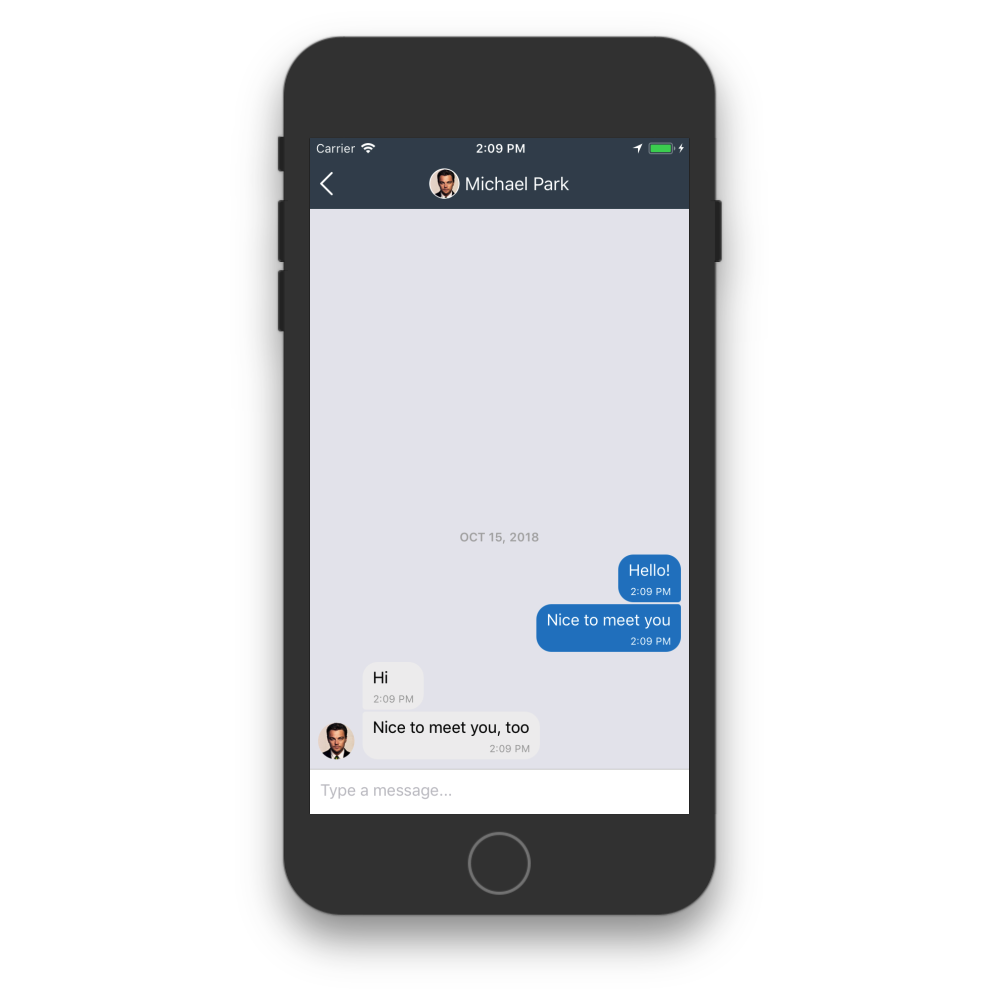 Carrier
2:09 PM
Michael Park
OCT 15, 2018
Hello!
2:09 PM
Nice to meet you
2:09 PM
Hi
2:09 PM
Nice to meet you, too
2:09 PM
Type a message...